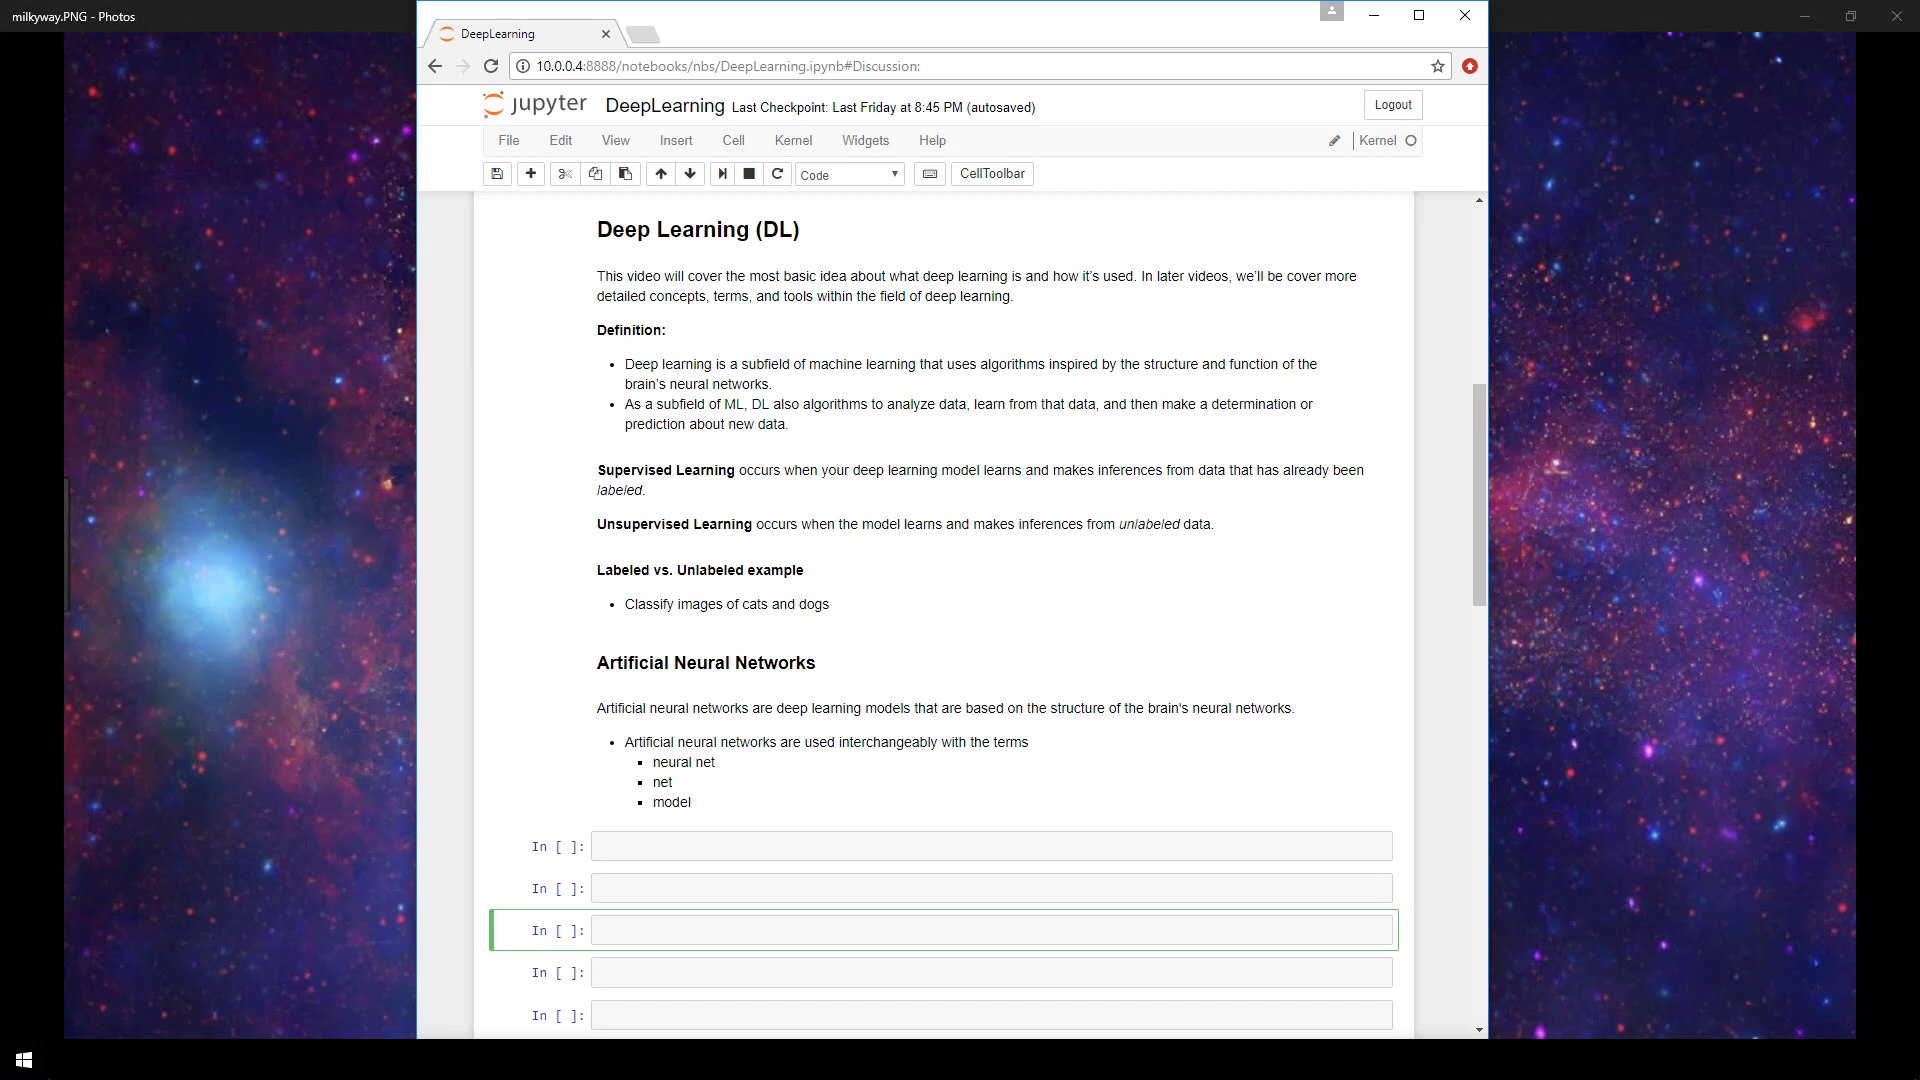 milkyway.PNG - Photos
DeepLearning
10.0.0.4:8888/notebooks/nbs/DeepLearning.ipynb#Discussion:
jupyter DeepLearning Last Checkpoint: Last Friday at 8:45 PM (autosaved) Logout
File Edit View Insert Cell Kernel Widgets Help Kernel
Code CellToolbar
Deep Learning (DL)
This video will cover the most basic idea about what deep learning is and how it's used. In later videos, we'll be cover more
detailed concepts, terms, and tools within the field of deep learning.
Definition:
• Deep learning is a subfield of machine learning that uses algorithms inspired by the structure and function of the
brain's neural networks.
• As a subfield of ML, DL also algorithms to analyze data, learn from that data, and then make a determination or
prediction about new data.
Supervised Learning occurs when your deep learning model learns and makes inferences from data that has already been
labeled.
Unsupervised Learning occurs when the model learns and makes inferences from unlabeled data.
Labeled vs. Unlabeled example
• Classify images of cats and dogs
Artificial Neural Networks
Artificial neural networks are deep learning models that are based on the structure of the brain's neural networks.
• Artificial neural networks are used interchangeably with the terms
▪ neural net
▪ net
▪ model
In [ ]:
In [ ]:
In [ ]:
In [ ]:
In [ ]: